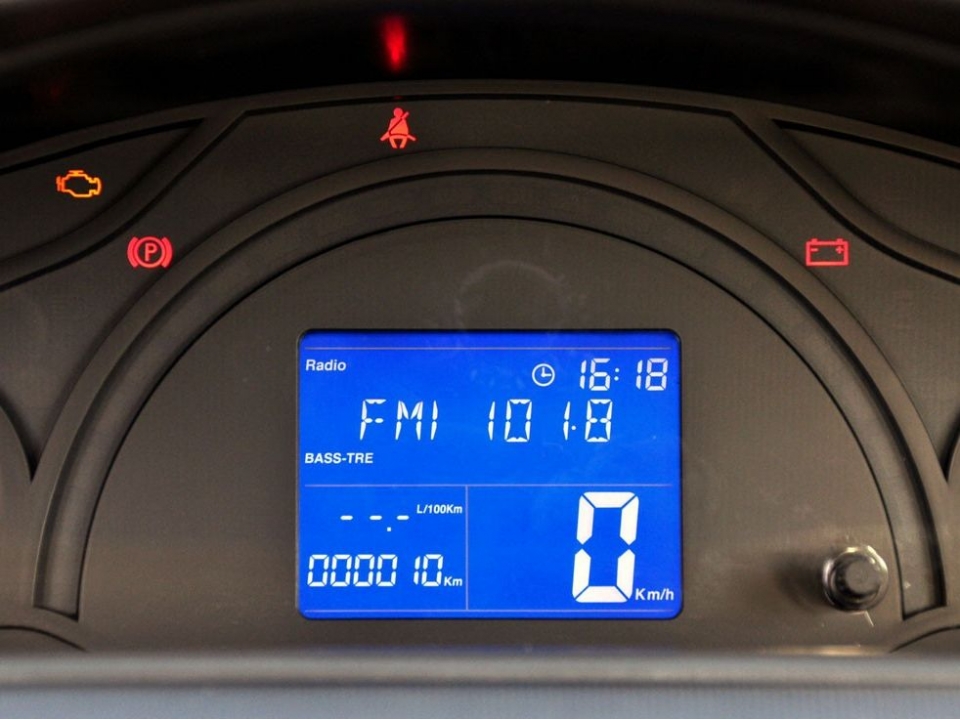 P
Radio
16:18
FM1 101.8
BASS-TRE
- - -.- L/100Km
000010 Km
0 Km/h